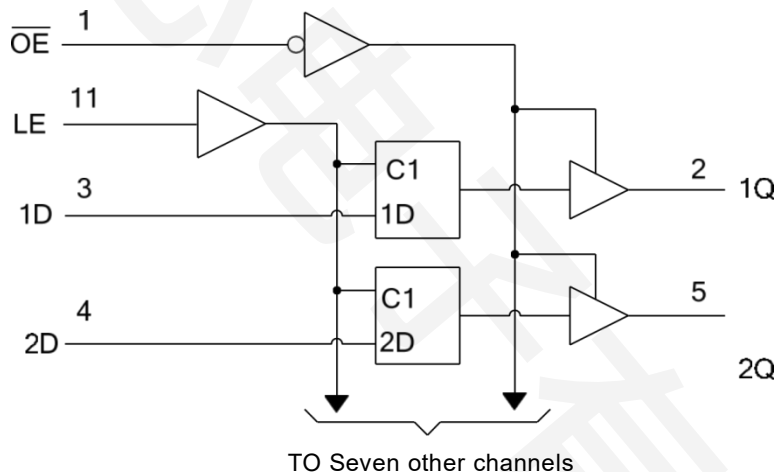 OE 1
LE 11
C1
1D 3 1D 2 1Q
C1
2D 4 2D 5
2Q
TO Seven other channels